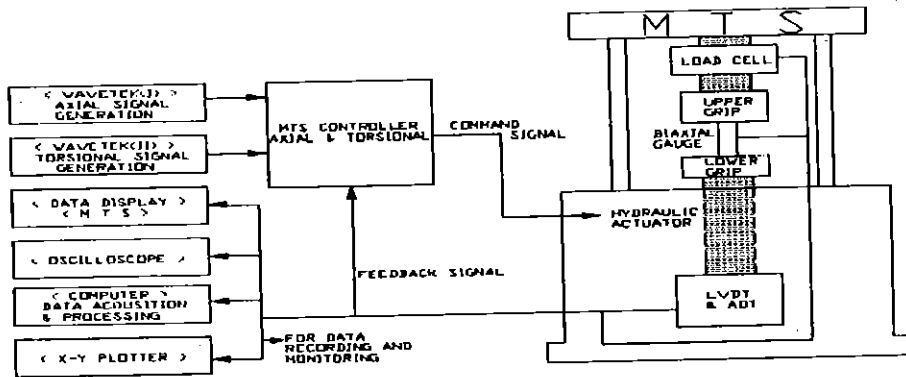 M T S
LOAD CELL
UPPER
GRIP
BIAXIAL
GAUGE
LOWER
GRIP
HYDRAULIC
ACTUATOR
LVDT
& ADT
< WAVETEK(I) >
AXIAL SIGNAL
GENERATION
< WAVETEK(II) >
TORSIONAL SIGNAL
GENERATION
< DATA DISPLAY >
< M T S >
< OSCILLOSCOPE >
< COMPUTER >
DATA ACQUSITION
& PROCESSING
< X-Y PLOTTER >
MTS CONTROLLER
AXIAL & TORSIONAL
COMMAND
SIGNAL
FEEDBACK SIGNAL
FOR DATA
RECORDING AND
MONITORING